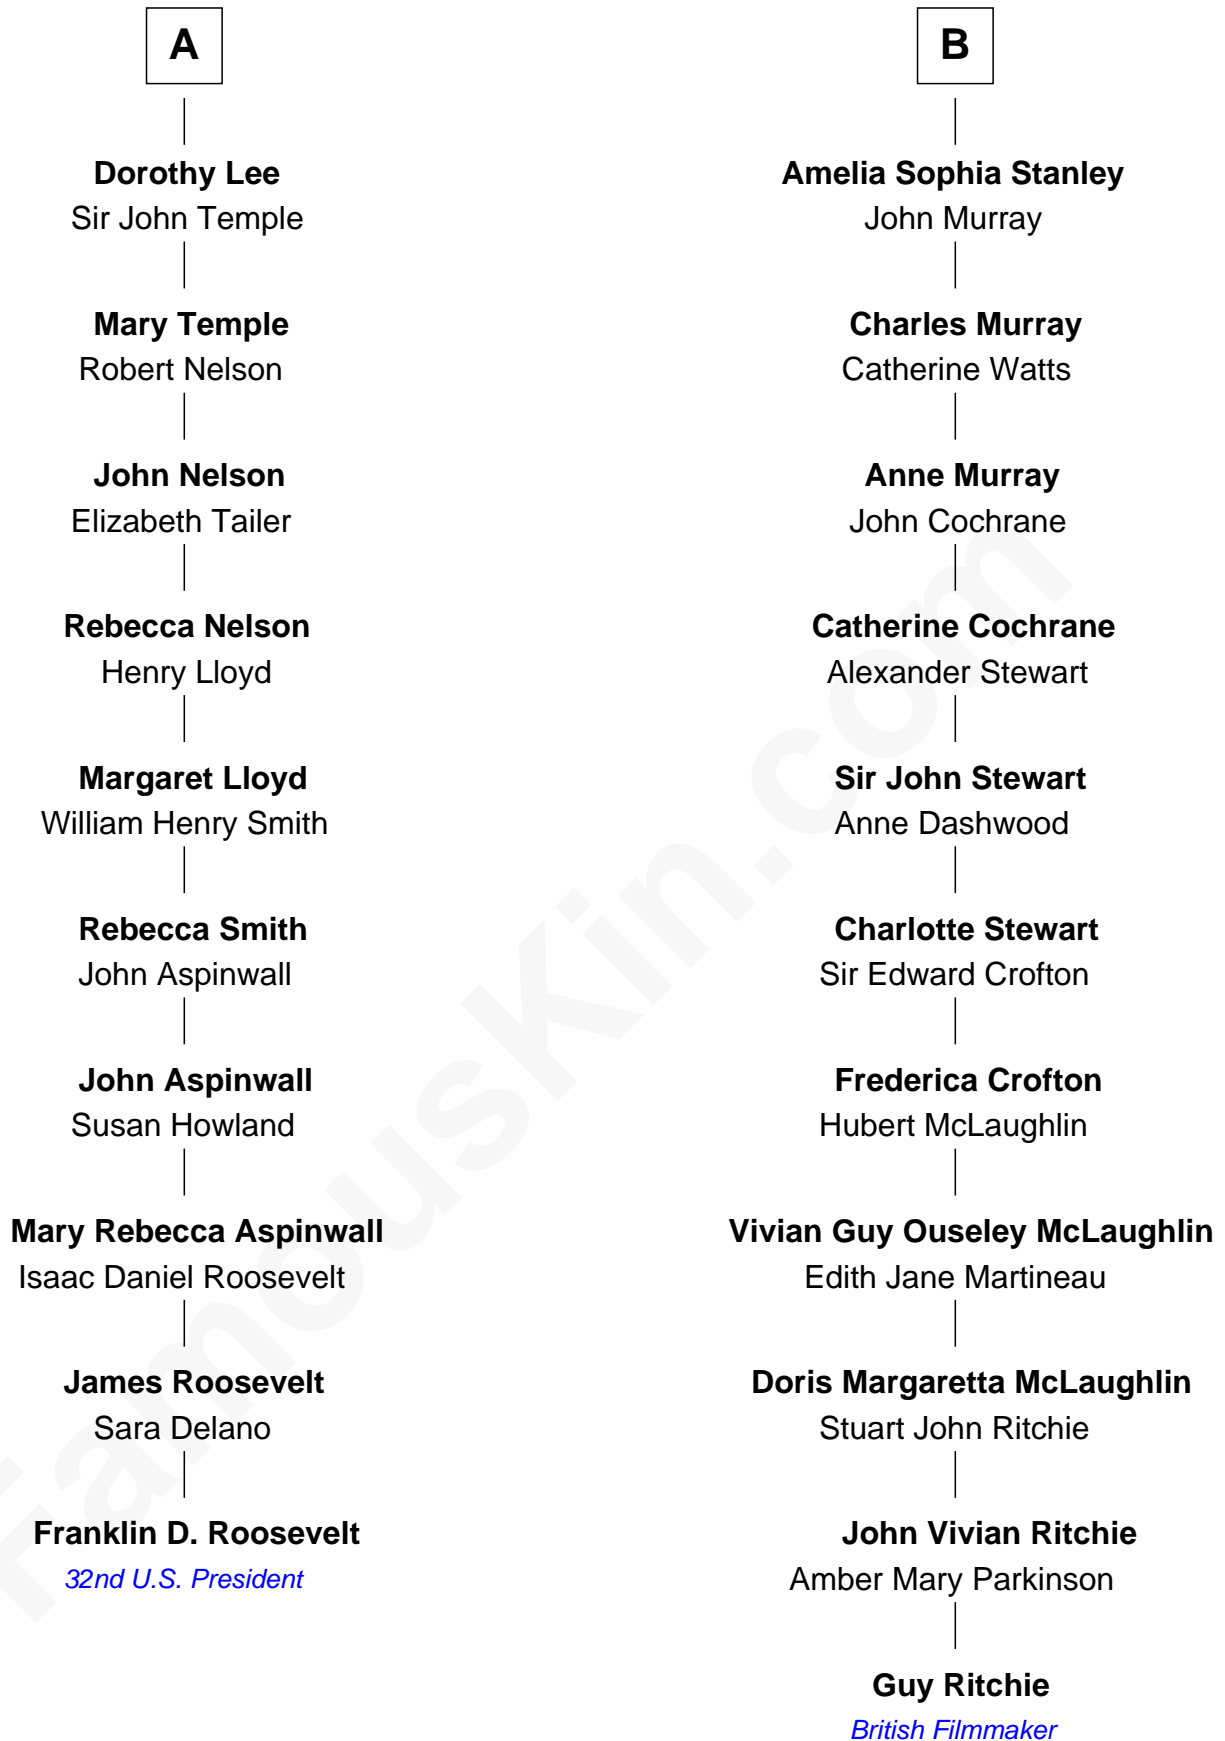 A
Dorothy Lee
Sir John Temple
Mary Temple
Robert Nelson
John Nelson
Elizabeth Tailer
Rebecca Nelson
Henry Lloyd
Margaret Lloyd
William Henry Smith
Rebecca Smith
John Aspinwall
John Aspinwall
Susan Howland
Mary Rebecca Aspinwall
Isaac Daniel Roosevelt
James Roosevelt
Sara Delano
Franklin D. Roosevelt
32nd U.S. President
B
Amelia Sophia Stanley
John Murray
Charles Murray
Catherine Watts
Anne Murray
John Cochrane
Catherine Cochrane
Alexander Stewart
Sir John Stewart
Anne Dashwood
Charlotte Stewart
Sir Edward Crofton
Frederica Crofton
Hubert McLaughlin
Vivian Guy Ouseley McLaughlin
Edith Jane Martineau
Doris Margaretta McLaughlin
Stuart John Ritchie
John Vivian Ritchie
Amber Mary Parkinson
Guy Ritchie
British Filmmaker
FamousKin.com